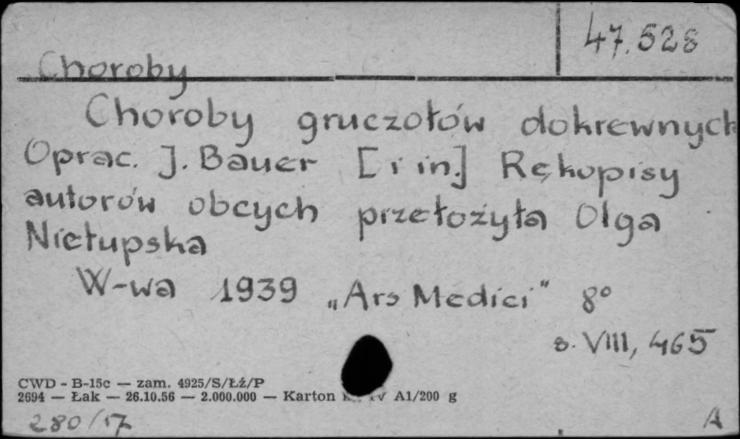 47.528
Choroby
Choroby gruczołów dokrewnych
Oprac. J. Bauer [i in.] Rękopisy
autorów obcych przełożyła Olga
Niełupska
W-wa 1939 „Ars Medici" 8°
s. VIII, 465
CWD - B-15c — zam. 4925/S/Łż/P
2694 — Łak — 26.10.56 — 2.000.000 — Karton IV A1/200 g
280/57 A